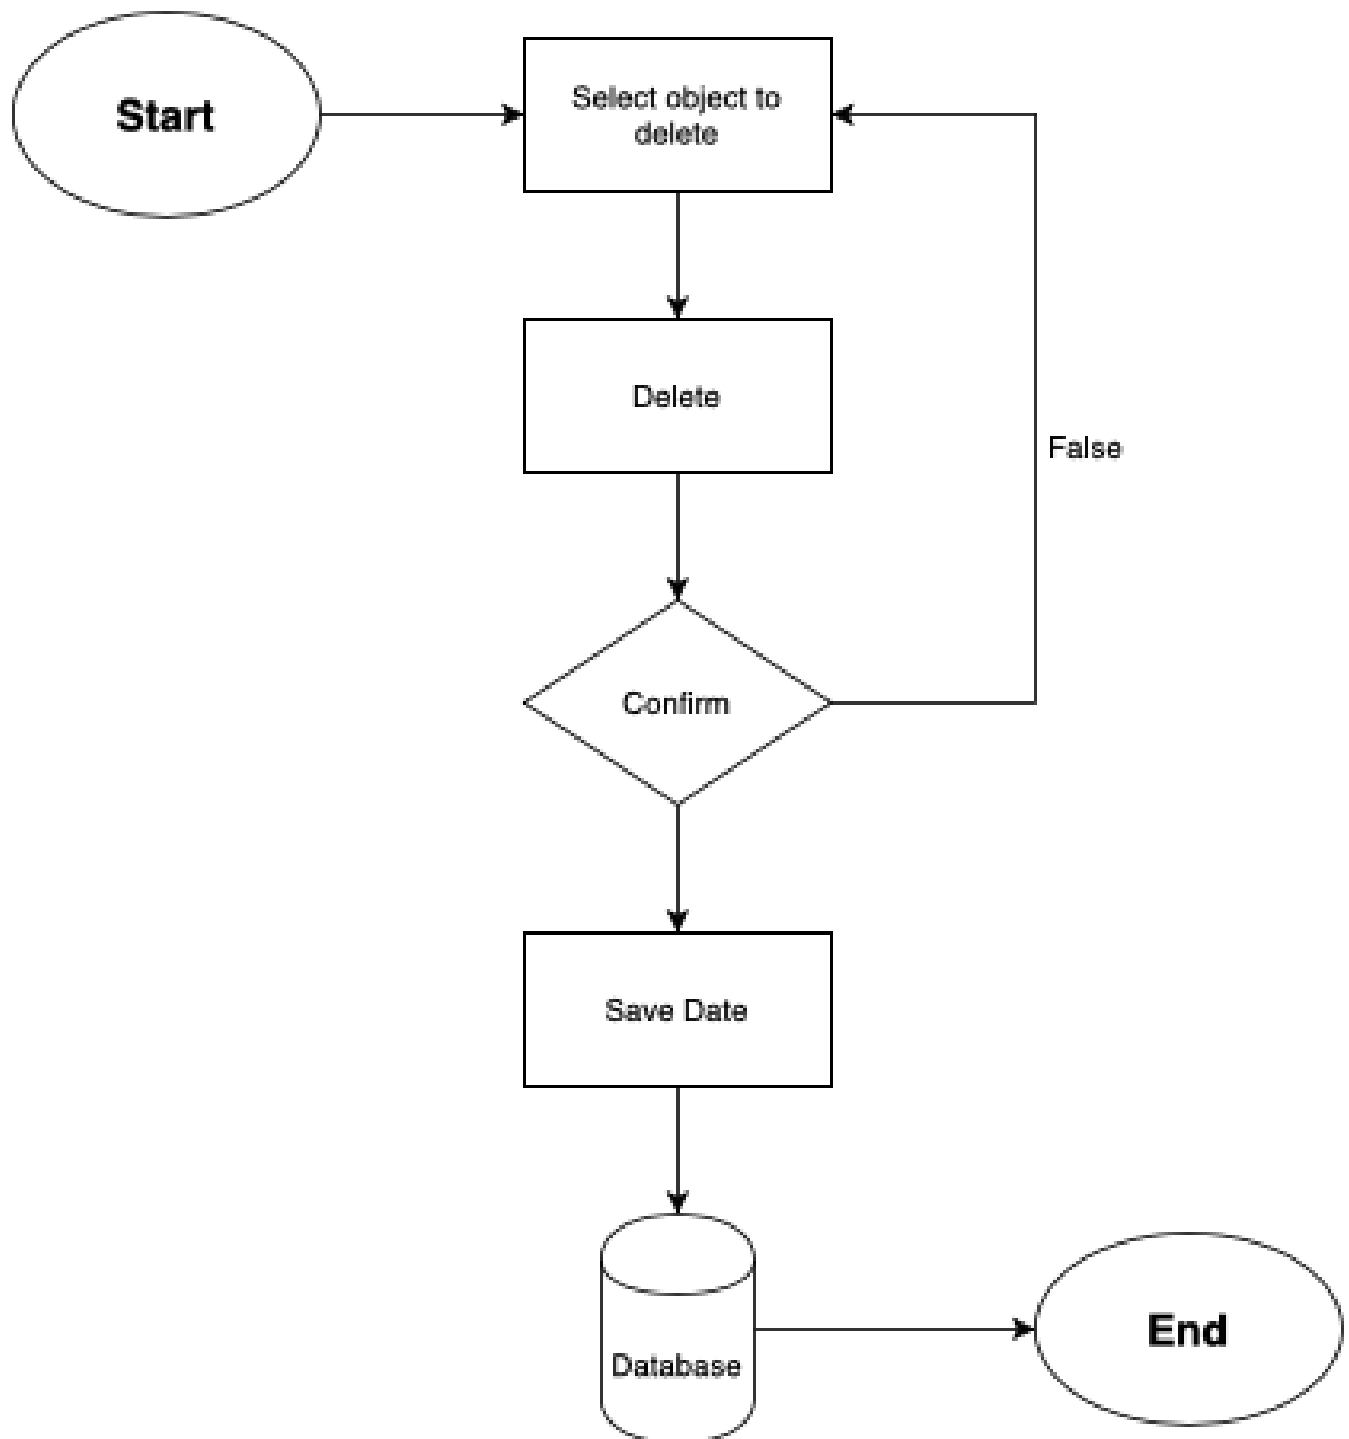 Start
Select object to
delete
Delete
False
Confirm
Save Date
Database
End